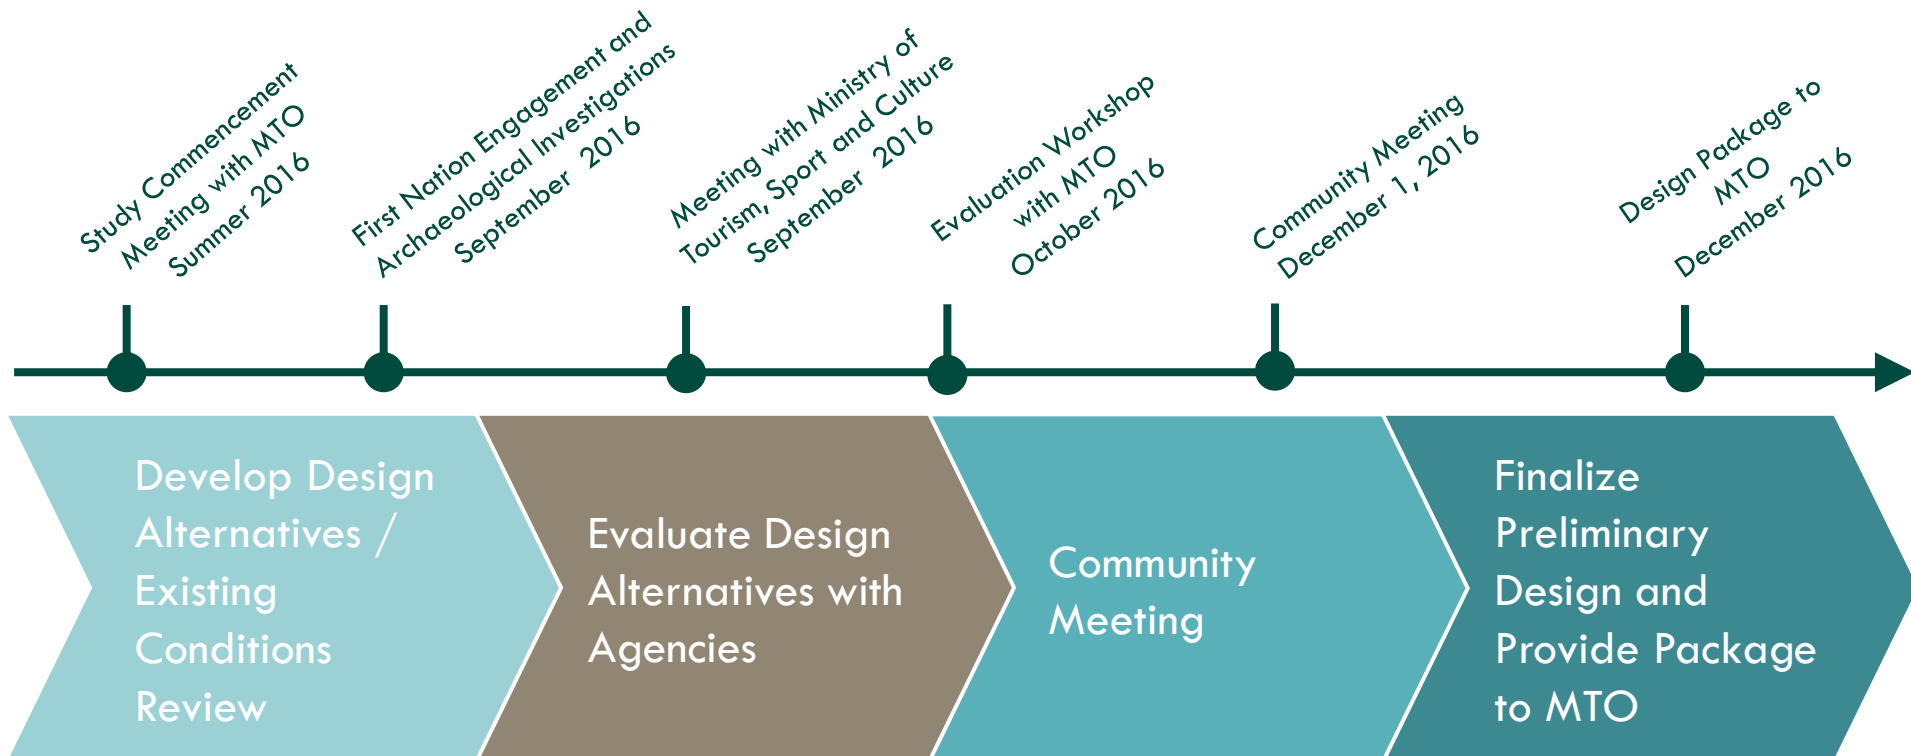 Study Commencement
Meeting with MTO
Summer 2016
First Nation Engagement and
Archaeological Investigations
September 2016
Meeting with Ministry of
Tourism, Sport and Culture
September 2016
Evaluation Workshop
with MTO
October 2016
Community Meeting
December 1, 2016
Design Package to
MTO
December 2016
Develop Design
Alternatives /
Existing
Conditions
Review
Evaluate Design
Alternatives with
Agencies
Community
Meeting
Finalize
Preliminary
Design and
Provide Package
to MTO